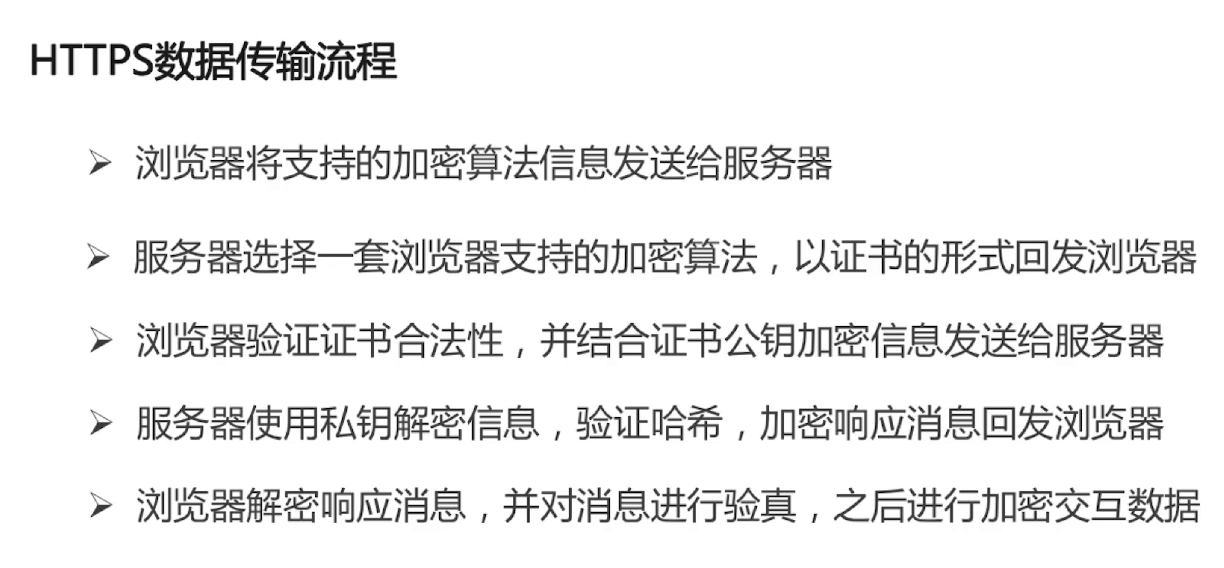 HTTPS数据传输流程
浏览器将支持的加密算法信息发送给服务器
服务器选择一套浏览器支持的加密算法，以证书的形式回发浏览器
浏览器验证证书合法性，并结合证书公钥加密信息发送给服务器
服务器使用私钥解密信息，验证哈希，加密响应消息回发浏览器
浏览器解密响应消息，并对消息进行验真，之后进行加密交互数据